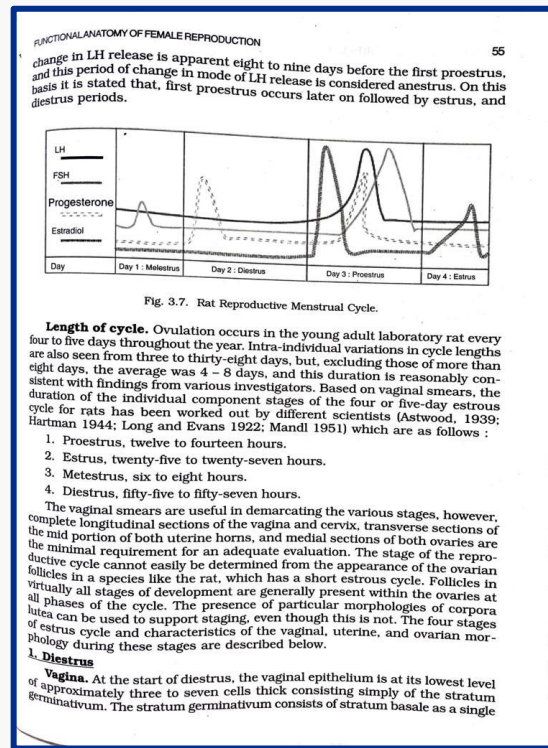 FUNCTIONAL ANATOMY OF FEMALE REPRODUCTION
55
change in LH release is apparent eight to nine days before the first proestrus,
and this period of change in mode of LH release is considered anestrus. On this
basis it is stated that, first proestrus occurs later on followed by estrus, and
diestrus periods.
LH
FSH
Progesterone
Estradiol
Day
Day 1 : Melestrus
Day 2 : Diestrus
Day 3 : Proestrus
Day 4 : Estrus
Fig. 3.7. Rat Reproductive Menstrual Cycle.
Length of cycle. Ovulation occurs in the young adult laboratory rat every
four to five days throughout the year. Intra-individual variations in cycle lengths
are also seen from three to thirty-eight days, but, excluding those of more than
eight days, the average was 4 – 8 days, and this duration is reasonably con-
sistent with findings from various investigators. Based on vaginal smears, the
duration of the individual component stages of the four or five-day estrous
cycle for rats has been worked out by different scientists (Astwood, 1939;
Hartman 1944; Long and Evans 1922; Mandl 1951) which are as follows :
1. Proestrus, twelve to fourteen hours.
2. Estrus, twenty-five to twenty-seven hours.
3. Metestrus, six to eight hours.
4. Diestrus, fifty-five to fifty-seven hours.
The vaginal smears are useful in demarcating the various stages, however,
complete longitudinal sections of the vagina and cervix, transverse sections of
the mid portion of both uterine horns, and medial sections of both ovaries are
the minimal requirement for an adequate evaluation. The stage of the repro-
ductive cycle cannot easily be determined from the appearance of the ovarian
follicles in a species like the rat, which has a short estrous cycle. Follicles in
virtually all stages of development are generally present within the ovaries at
all phases of the cycle. The presence of particular morphologies of corpora
lutea can be used to support staging, even though this is not. The four stages
of estrus cycle and characteristics of the vaginal, uterine, and ovarian mor-
phology during these stages are described below.
1. Diestrus
Vagina. At the start of diestrus, the vaginal epithelium is at its lowest level
of approximately three to seven cells thick consisting simply of the stratum
germinativum. The stratum germinativum consists of stratum basale as a single